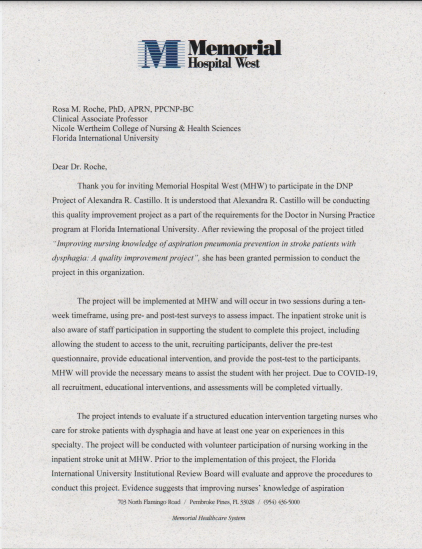 Memorial
Hospital West
Rosa M. Roche, PhD, APRN, PPCNP-BC
Clinical Associate Professor
Nicole Wertheim College of Nursing & Health Sciences
Florida International University
Dear Dr. Roche,
Thank you for inviting Memorial Hospital West (MHW) to participate in the DNP
Project of Alexandra R. Castillo. It is understood that Alexandra R. Castillo will be conducting
this quality improvement project as a part of the requirements for the Doctor in Nursing Practice
program at Florida International University. After reviewing the proposal of the project titled
"Improving nursing knowledge of aspiration pneumonia prevention in stroke patients with
dysphagia: A quality improvement project", she has been granted permission to conduct the
project in this organization.
The project will be implemented at MHW and will occur in two sessions during a ten-
week timeframe, using pre- and post-test surveys to assess impact. The inpatient stroke unit is
also aware of staff participation in supporting the student to complete this project, including
allowing the student to access to the unit, recruiting participants, deliver the pre-test
questionnaire, provide educational intervention, and provide the post-test to the participants.
MHW will provide the necessary means to assist the student with her project. Due to COVID-19,
all recruitment, educational interventions, and assessments will be completed virtually.
The project intends to evaluate if a structured education intervention targeting nurses who
care for stroke patients with dysphagia and have at least one year on experiences in this
specialty. The project will be conducted with volunteer participation of nursing working in the
inpatient stroke unit at MHW. Prior to the implementation of this project, the Florida
International University Institutional Review Board will evaluate and approve the procedures to
conduct this project. Evidence suggests that improving nurses' knowledge of aspiration
703 North Flamingo Road / Pembroke Pines, FL 33028 / (954) 436-5000
Memorial Healthcare System